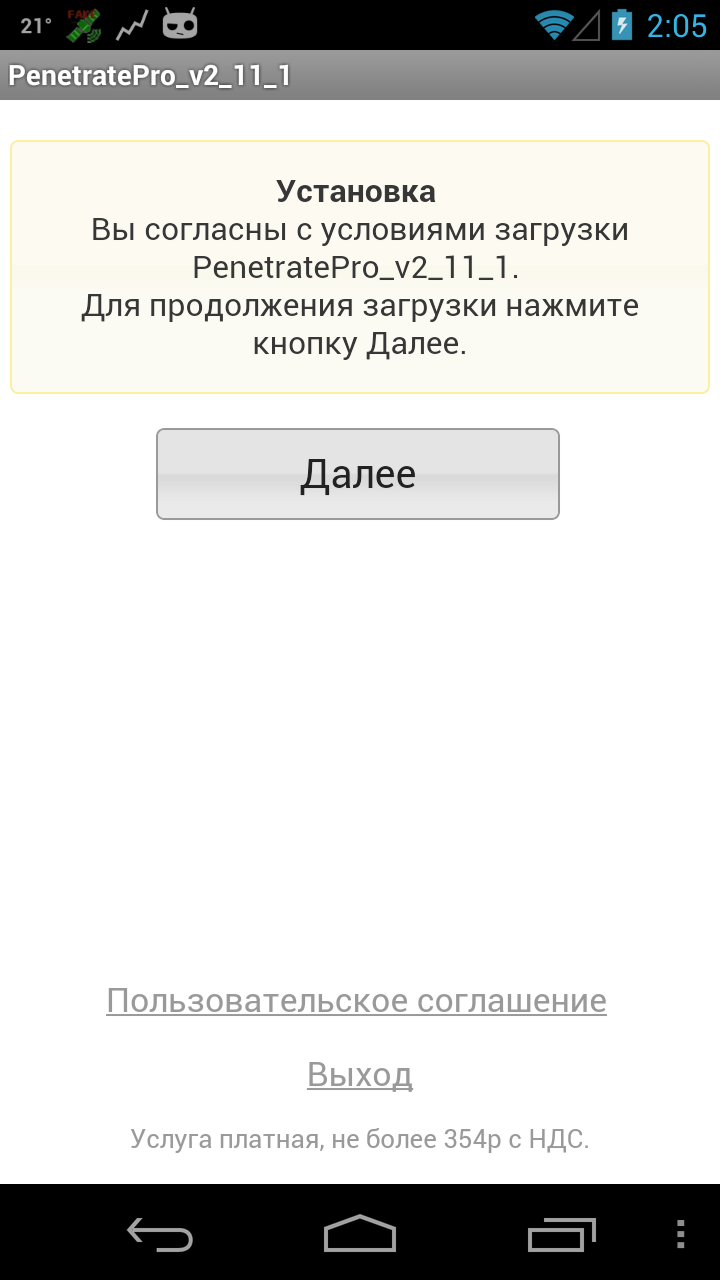 21°
FAKE
2:05
PenetratePro_v2_11_1
Установка
Вы согласны с условиями загрузки
PenetratePro_v2_11_1.
Для продолжения загрузки нажмите
кнопку Далее.
Далее
Пользовательское соглашение
Выход
Услуга платная, не более 354р с НДС.